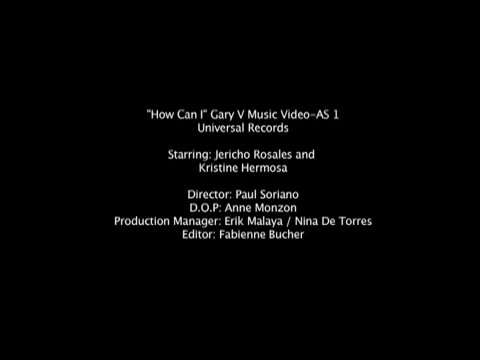 "How Can I" Gary V Music Video-AS 1
Universal Records
Starring: Jericho Rosales and
Kristine Hermosa
Director: Paul Soriano
D.O.P: Anne Monzon
Production Manager: Erik Malaya / Nina De Torres
Editor: Fabienne Bucher